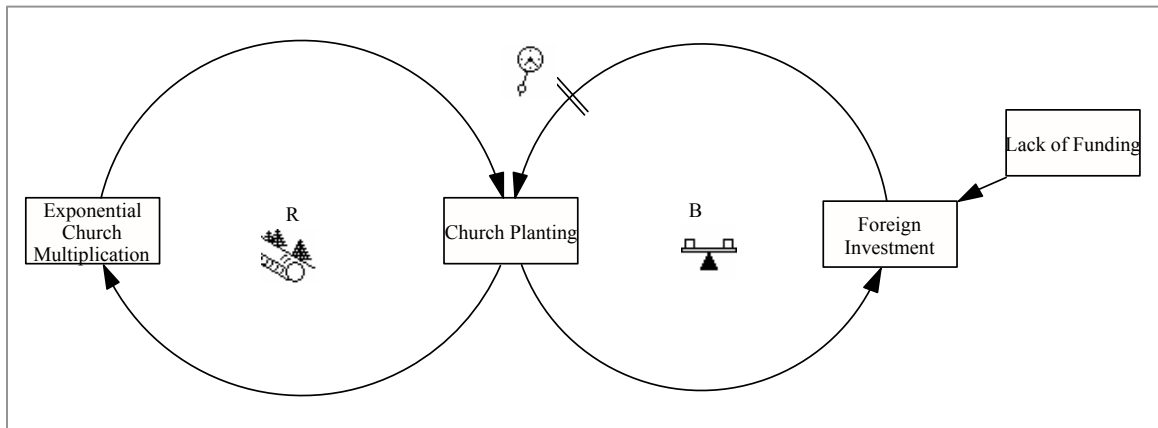 Exponential
Church
Multiplication
R
Church Planting
B
Foreign
Investment
Lack of Funding